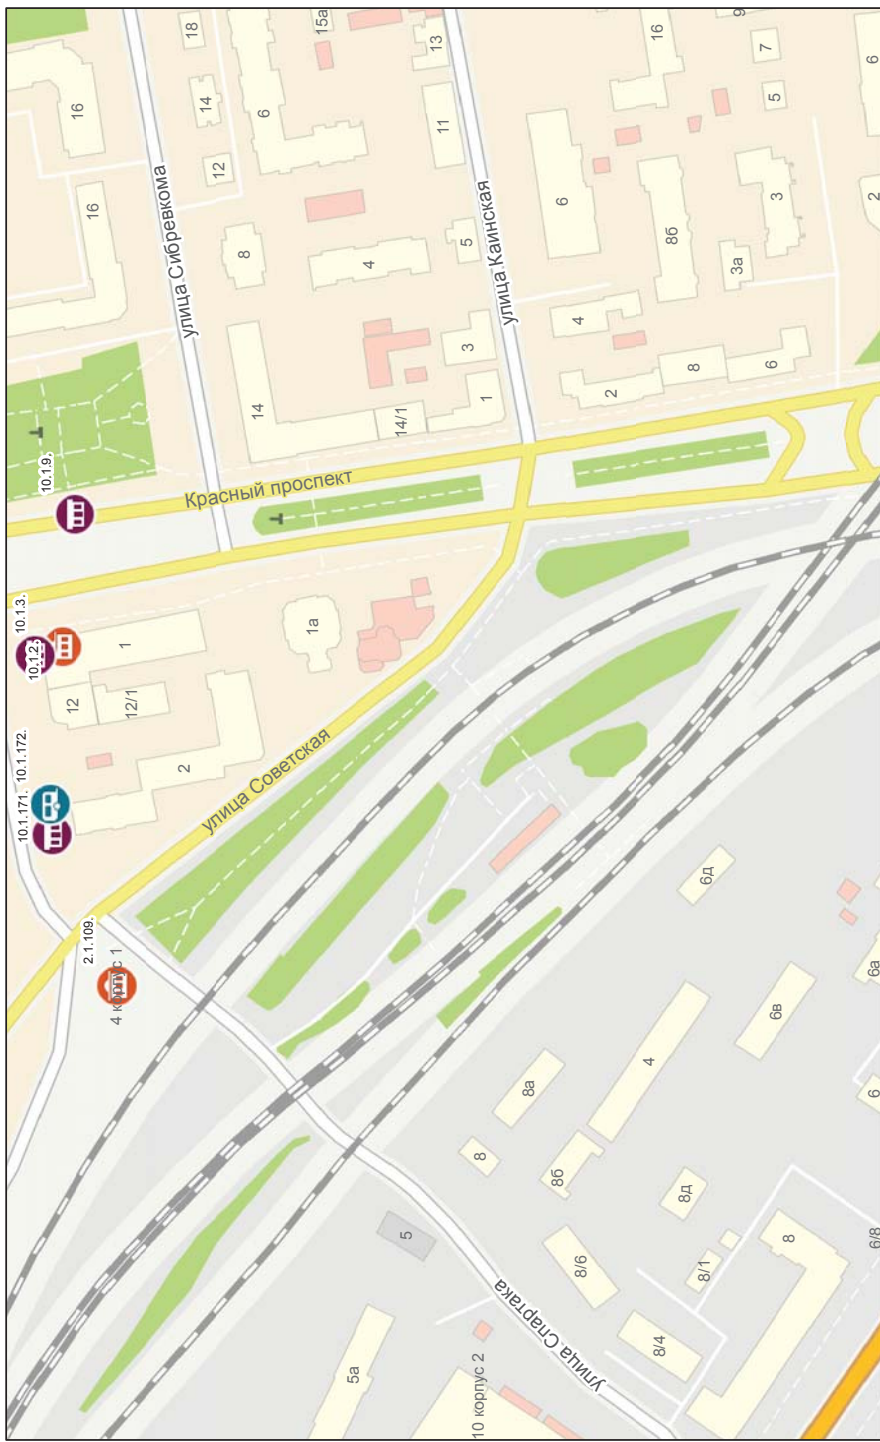 18
15а
13
16
9
7
16
14
6
6
5
12
11
улица Сибревкома
16
улица Каинская
5
6
8б
3
2
8
4
3а
4
3
14
14/1
1
2
8
6
10.1.9.
Красный проспект
10.1.3.
10.1.2.
1
1а
12
12/1
2
улица Советская
10.1.171. 10.1.172.
2.1.109.
4 корпус 1
6д
6а
6в
4
8а
6
8
8б
8д
5
8/6
8/1
8
6/8
улица Спартака
8/4
5а
10 корпус 2